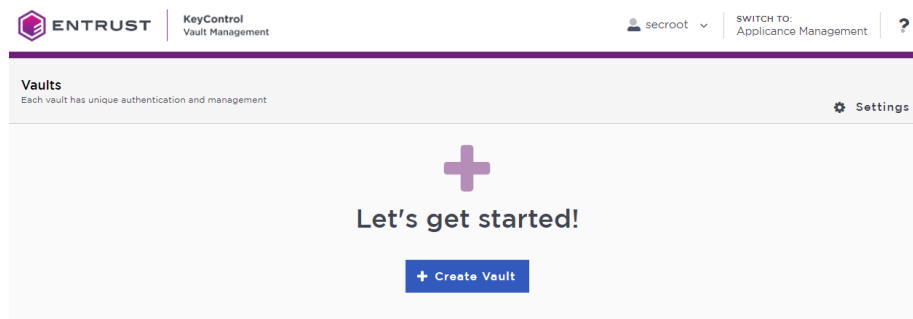 ENTRUST
KeyControl
Vault Management
secroot
SWITCH TO:
Applicance Management
?
Vaults
Each vault has unique authentication and management
Settings
Let's get started!
+ Create Vault